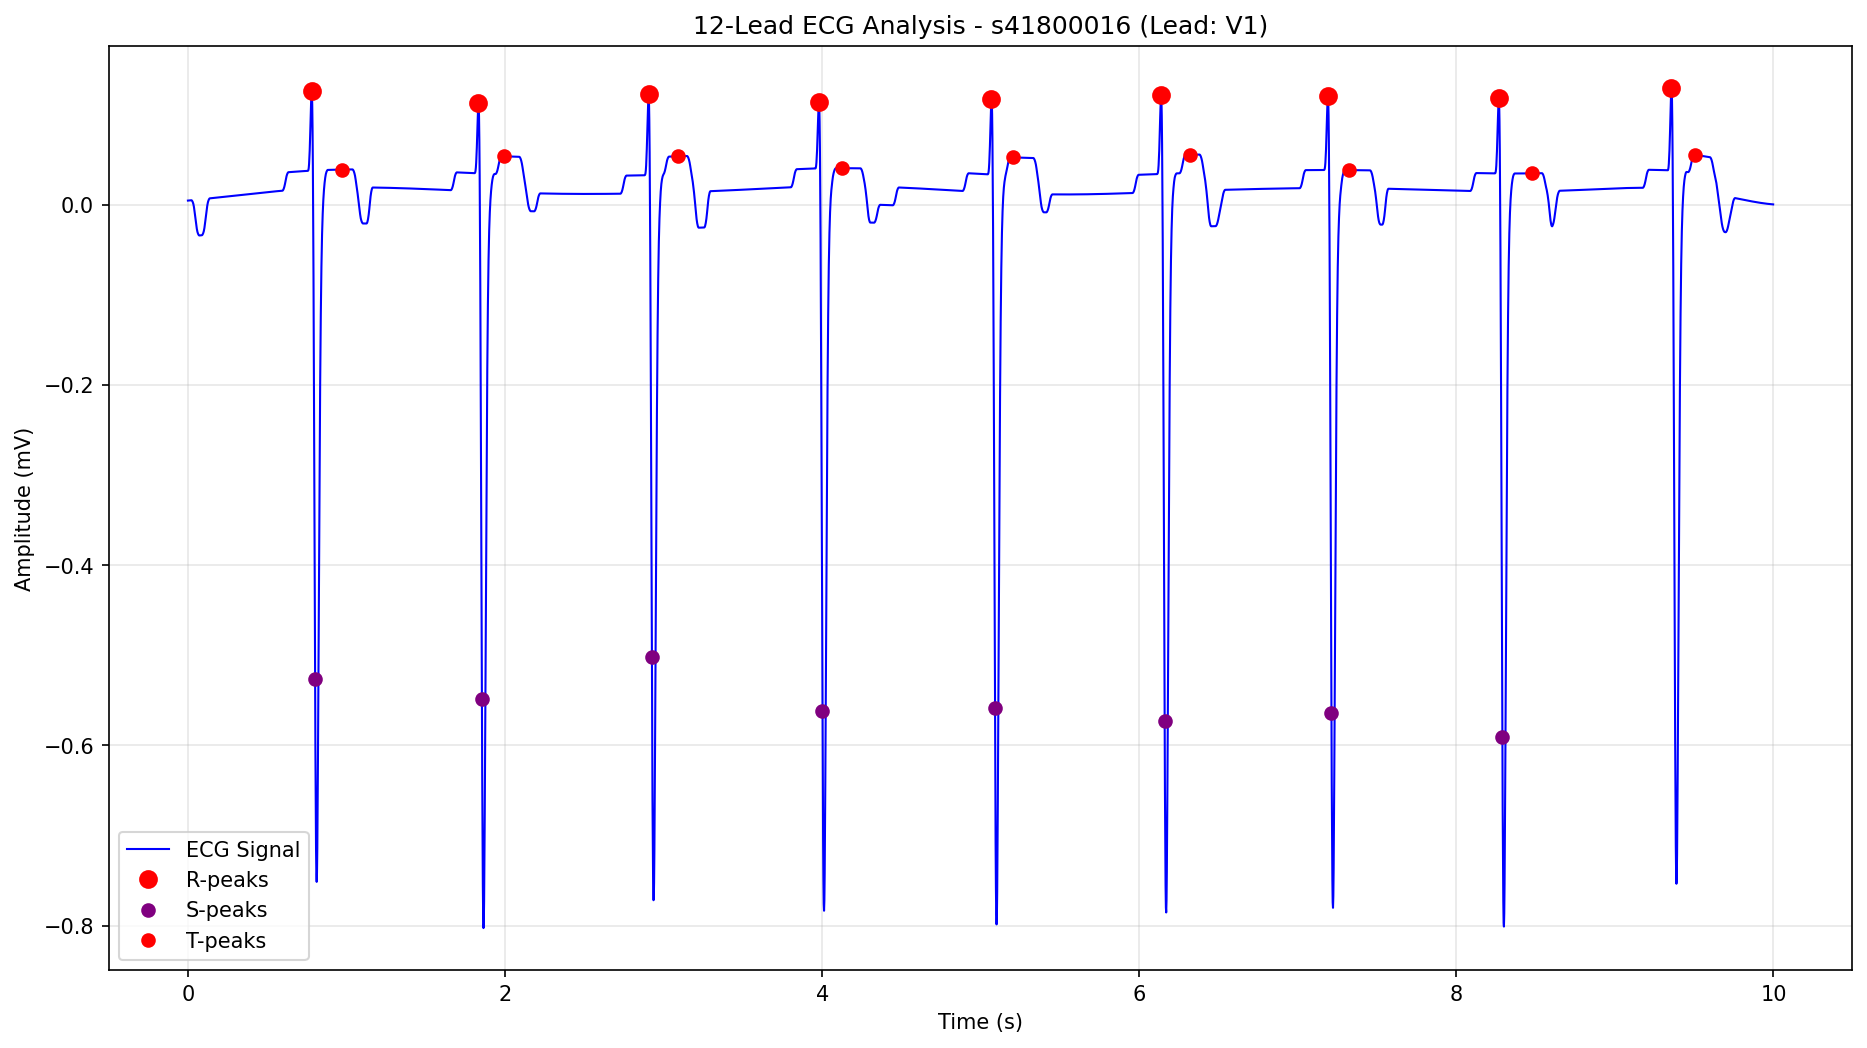 12-Lead ECG Analysis - s41800016 (Lead: V1)
Amplitude (mV)
0.0
−0.2
−0.4
−0.6
−0.8
ECG Signal
R-peaks
S-peaks
T-peaks
0 2 4 6 8 10
Time (s)